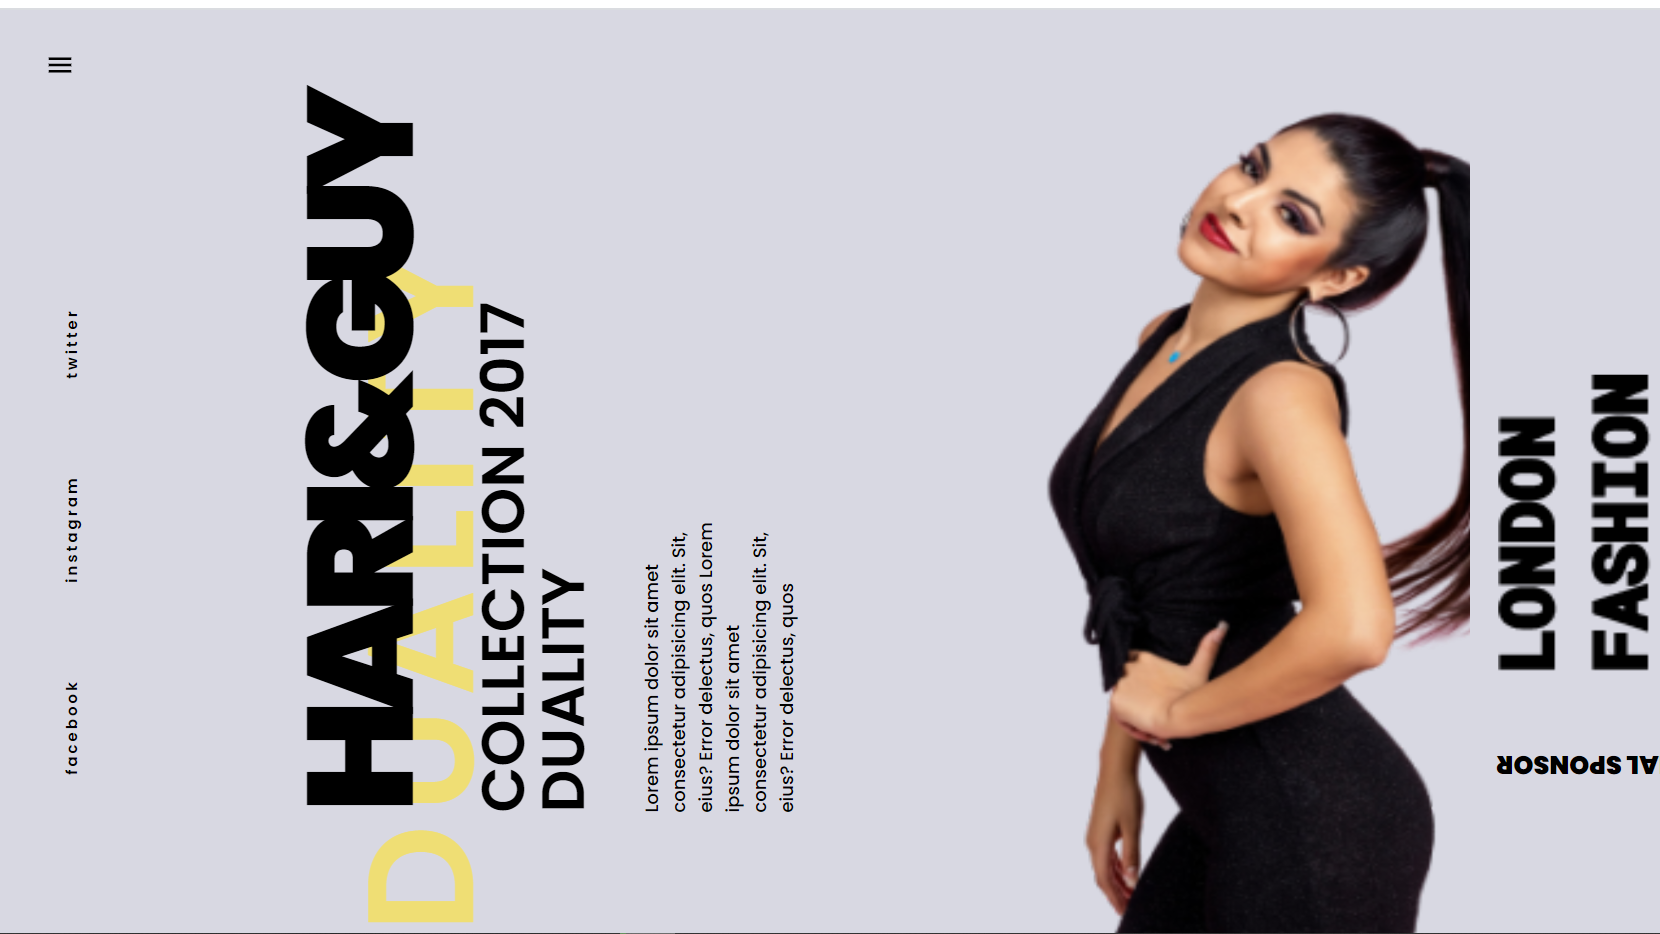 twitter
instagram
facebook
HARI&GUY
DUALITY
COLLECTION 2017
DUALITY
Lorem ipsum dolor sit amet
consectetur adipisicing elit. Sit,
eius? Error delectus, quos Lorem
ipsum dolor sit amet
consectetur adipisicing elit. Sit,
eius? Error delectus, quos
LONDON
FASHION
AL SPONSOR